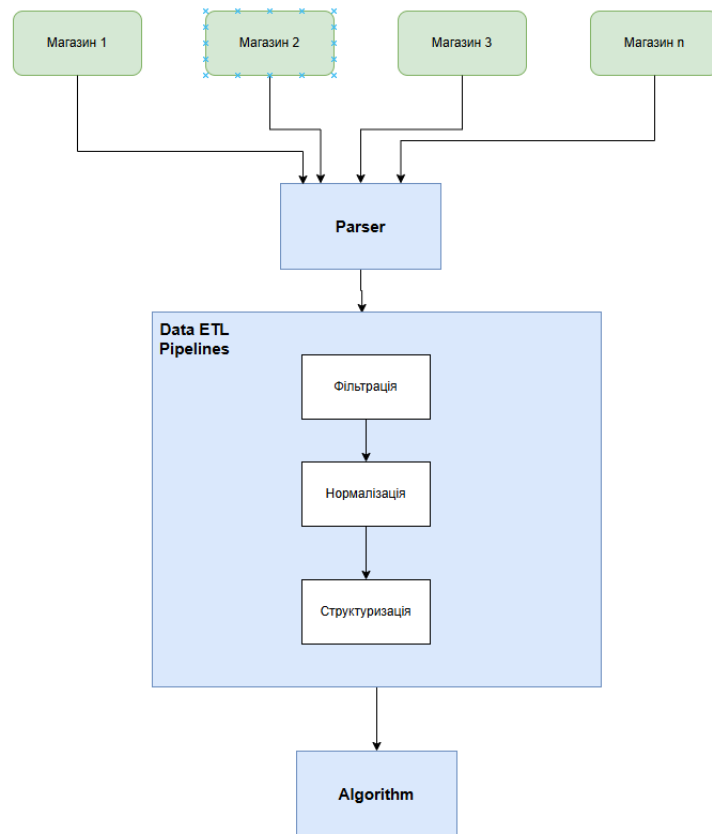 Магазин 1
Магазин 2
Магазин 3
Магазин n
Parser
Data ETL
Pipelines
Фільтрація
Нормалізація
Структуризація
Algorithm